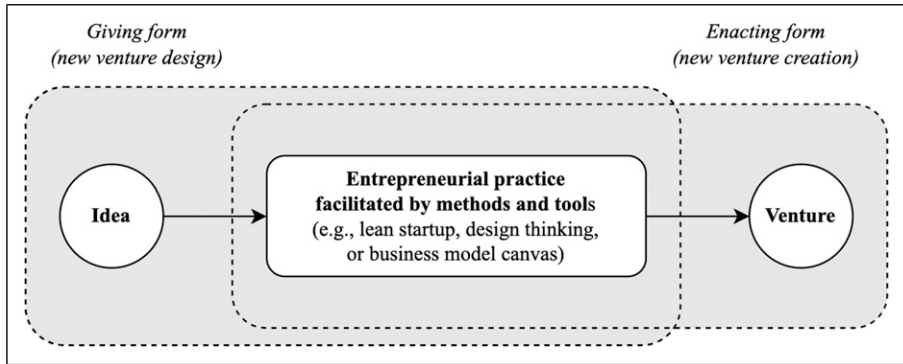 Giving form
(new venture design)
Enacting form
(new venture creation)
Idea
Entrepreneurial practice
facilitated by methods and tools
(e.g., lean startup, design thinking,
or business model canvas)
Venture